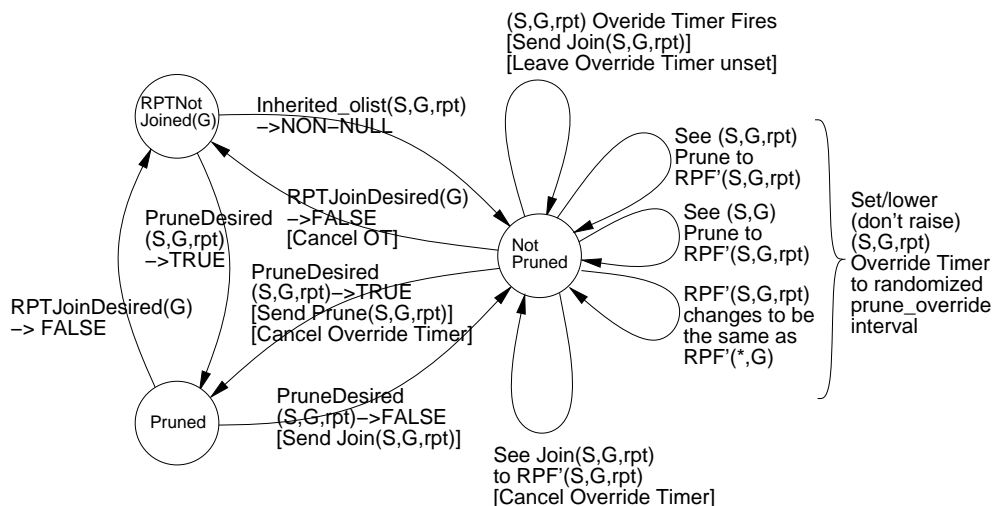 (S,G,rpt) Overide Timer Fires
[Send Join(S,G,rpt)]
[Leave Override Timer unset]
RPTNot
Joined(G)
Inherited_olist(S,G,rpt)
−>NON−NULL
See (S,G,rpt)
Prune to
RPF'(S,G,rpt)
RPTJoinDesired(G)
−>FALSE
[Cancel OT]
PruneDesired
(S,G,rpt)
−>TRUE
Not
Pruned
See (S,G)
Prune to
RPF'(S,G,rpt)
Set/lower
(don't raise)
(S,G,rpt)
Override Timer
to randomized
prune_override
interval
PruneDesired
(S,G,rpt)−>TRUE
[Send Prune(S,G,rpt)]
[Cancel Override Timer]
RPTJoinDesired(G)
−> FALSE
RPF'(S,G,rpt)
changes to be
the same as
RPF'(*,G)
Pruned
PruneDesired
(S,G,rpt)−>FALSE
[Send Join(S,G,rpt)]
See Join(S,G,rpt)
to RPF'(S,G,rpt)
[Cancel Override Timer]